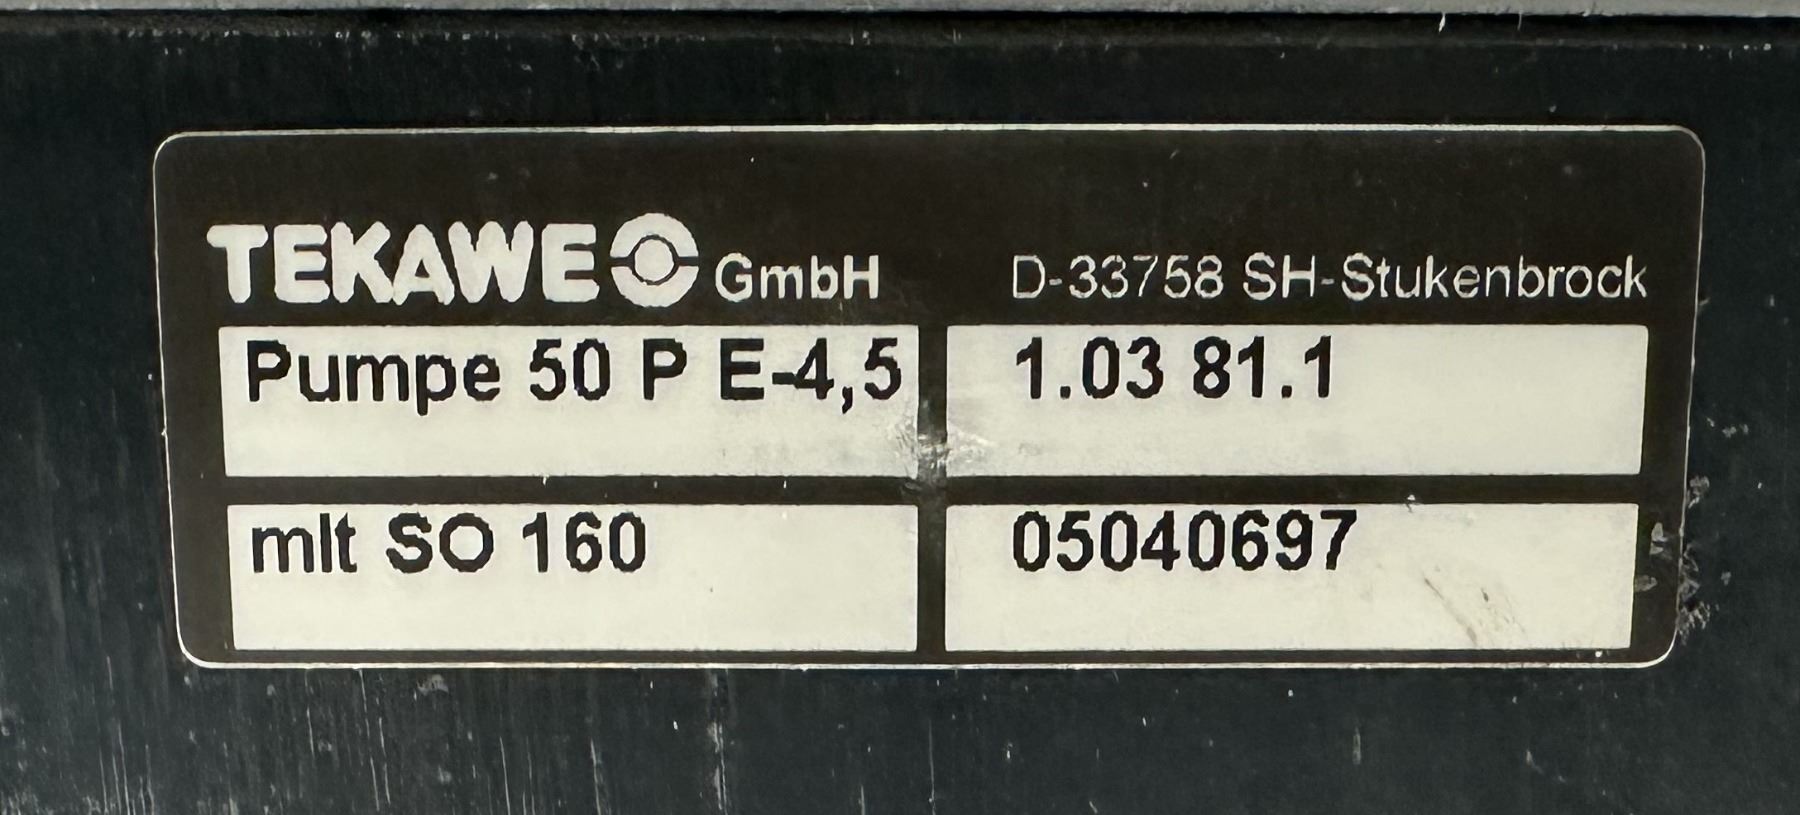 TEKAWE GmbH D-33758 SH-Stukenbrock
Pumpe 50 P E-4,5 1.03 81.1
mit SO 160 05040697